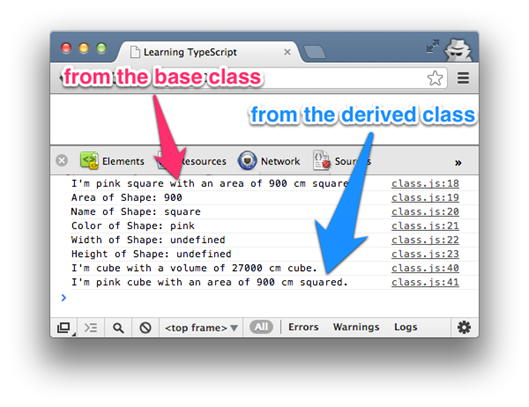 Learning TypeScript
from the base class
from the derived class
Elements
Resources
Network
Sources
»
I'm pink square with an area of 900 cm squared. class.js:18
Area of Shape: 900 class.js:19
Name of Shape: square class.js:20
Color of Shape: pink class.js:21
Width of Shape: undefined class.js:22
Height of Shape: undefined class.js:23
I'm cube with a volume of 27000 cm cube. class.js:40
I'm pink cube with an area of 900 cm squared. class.js:41
>
<top frame> ▼ All Errors Warnings Logs